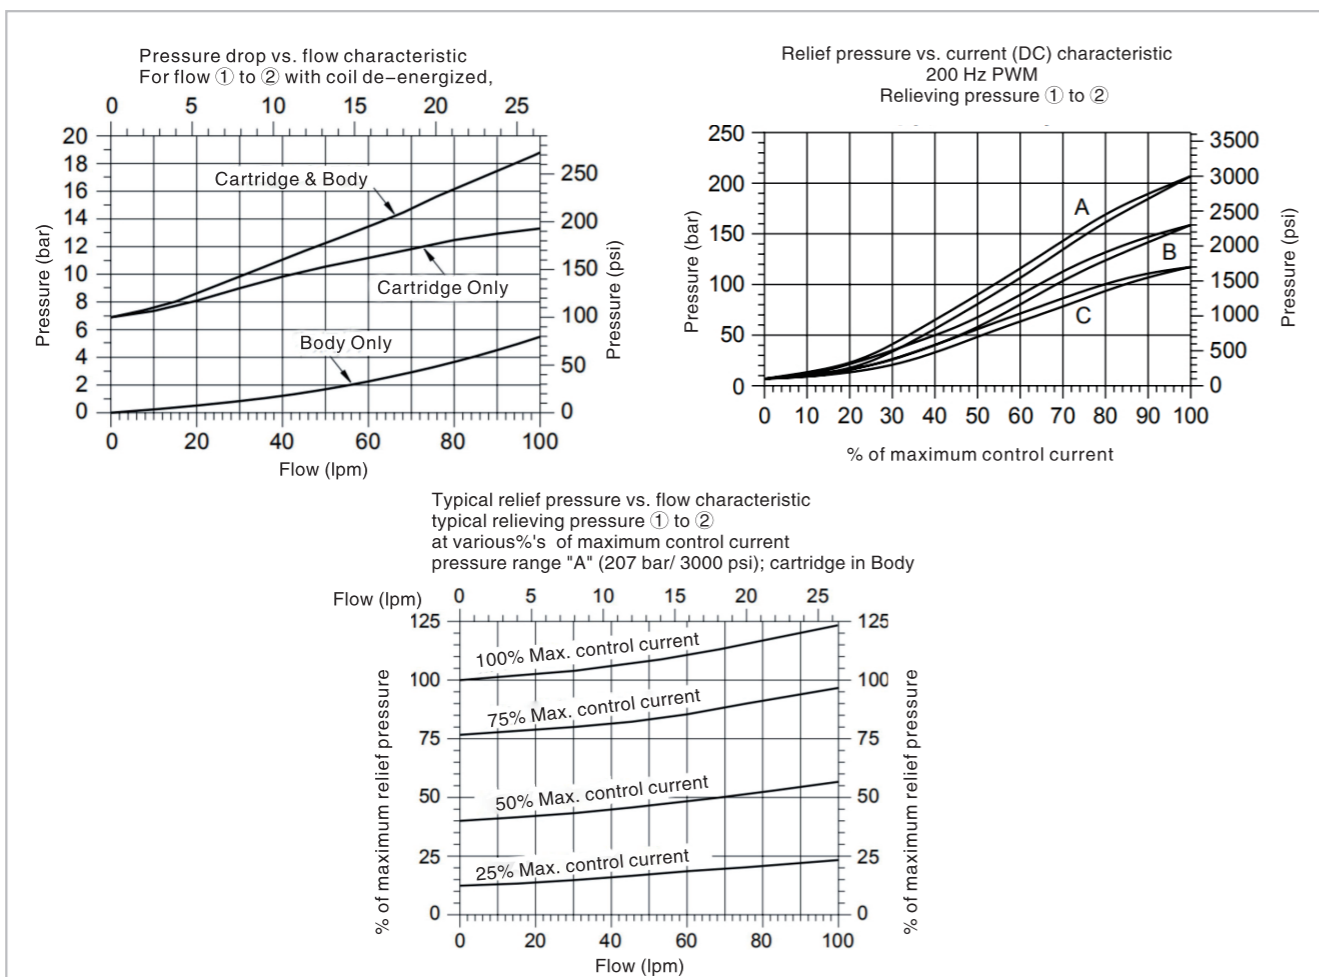 Pressure drop vs. flow characteristic
For flow ① to ② with coil de-energized,
0 5 10 15 20 25
20
18
16
14
12
10
8
6
4
2
0
250
200
150
100
50
0
Cartridge & Body
Cartridge Only
Body Only
Pressure (bar)
Pressure (psi)
0 20 40 60 80 100
Flow (lpm)
Relief pressure vs. current (DC) characteristic
200 Hz PWM
Relieving pressure ① to ②
250
200
150
100
50
0
3500
3000
2500
2000
1500
1000
500
0
A
B
C
Pressure (bar)
Pressure (psi)
0 10 20 30 40 50 60 70 80 90 100
% of maximum control current
Typical relief pressure vs. flow characteristic
typical relieving pressure ① to ②
at various%'s of maximum control current
pressure range "A" (207 bar/ 3000 psi); cartridge in Body
Flow (lpm) 0 5 10 15 20 25
125
100
75
50
25
0
125
100
75
50
25
0
100% Max. control current
75% Max. control current
50% Max. control current
25% Max. control current
% of maximum relief pressure
% of maximum relief pressure
0 20 40 60 80 100
Flow (lpm)